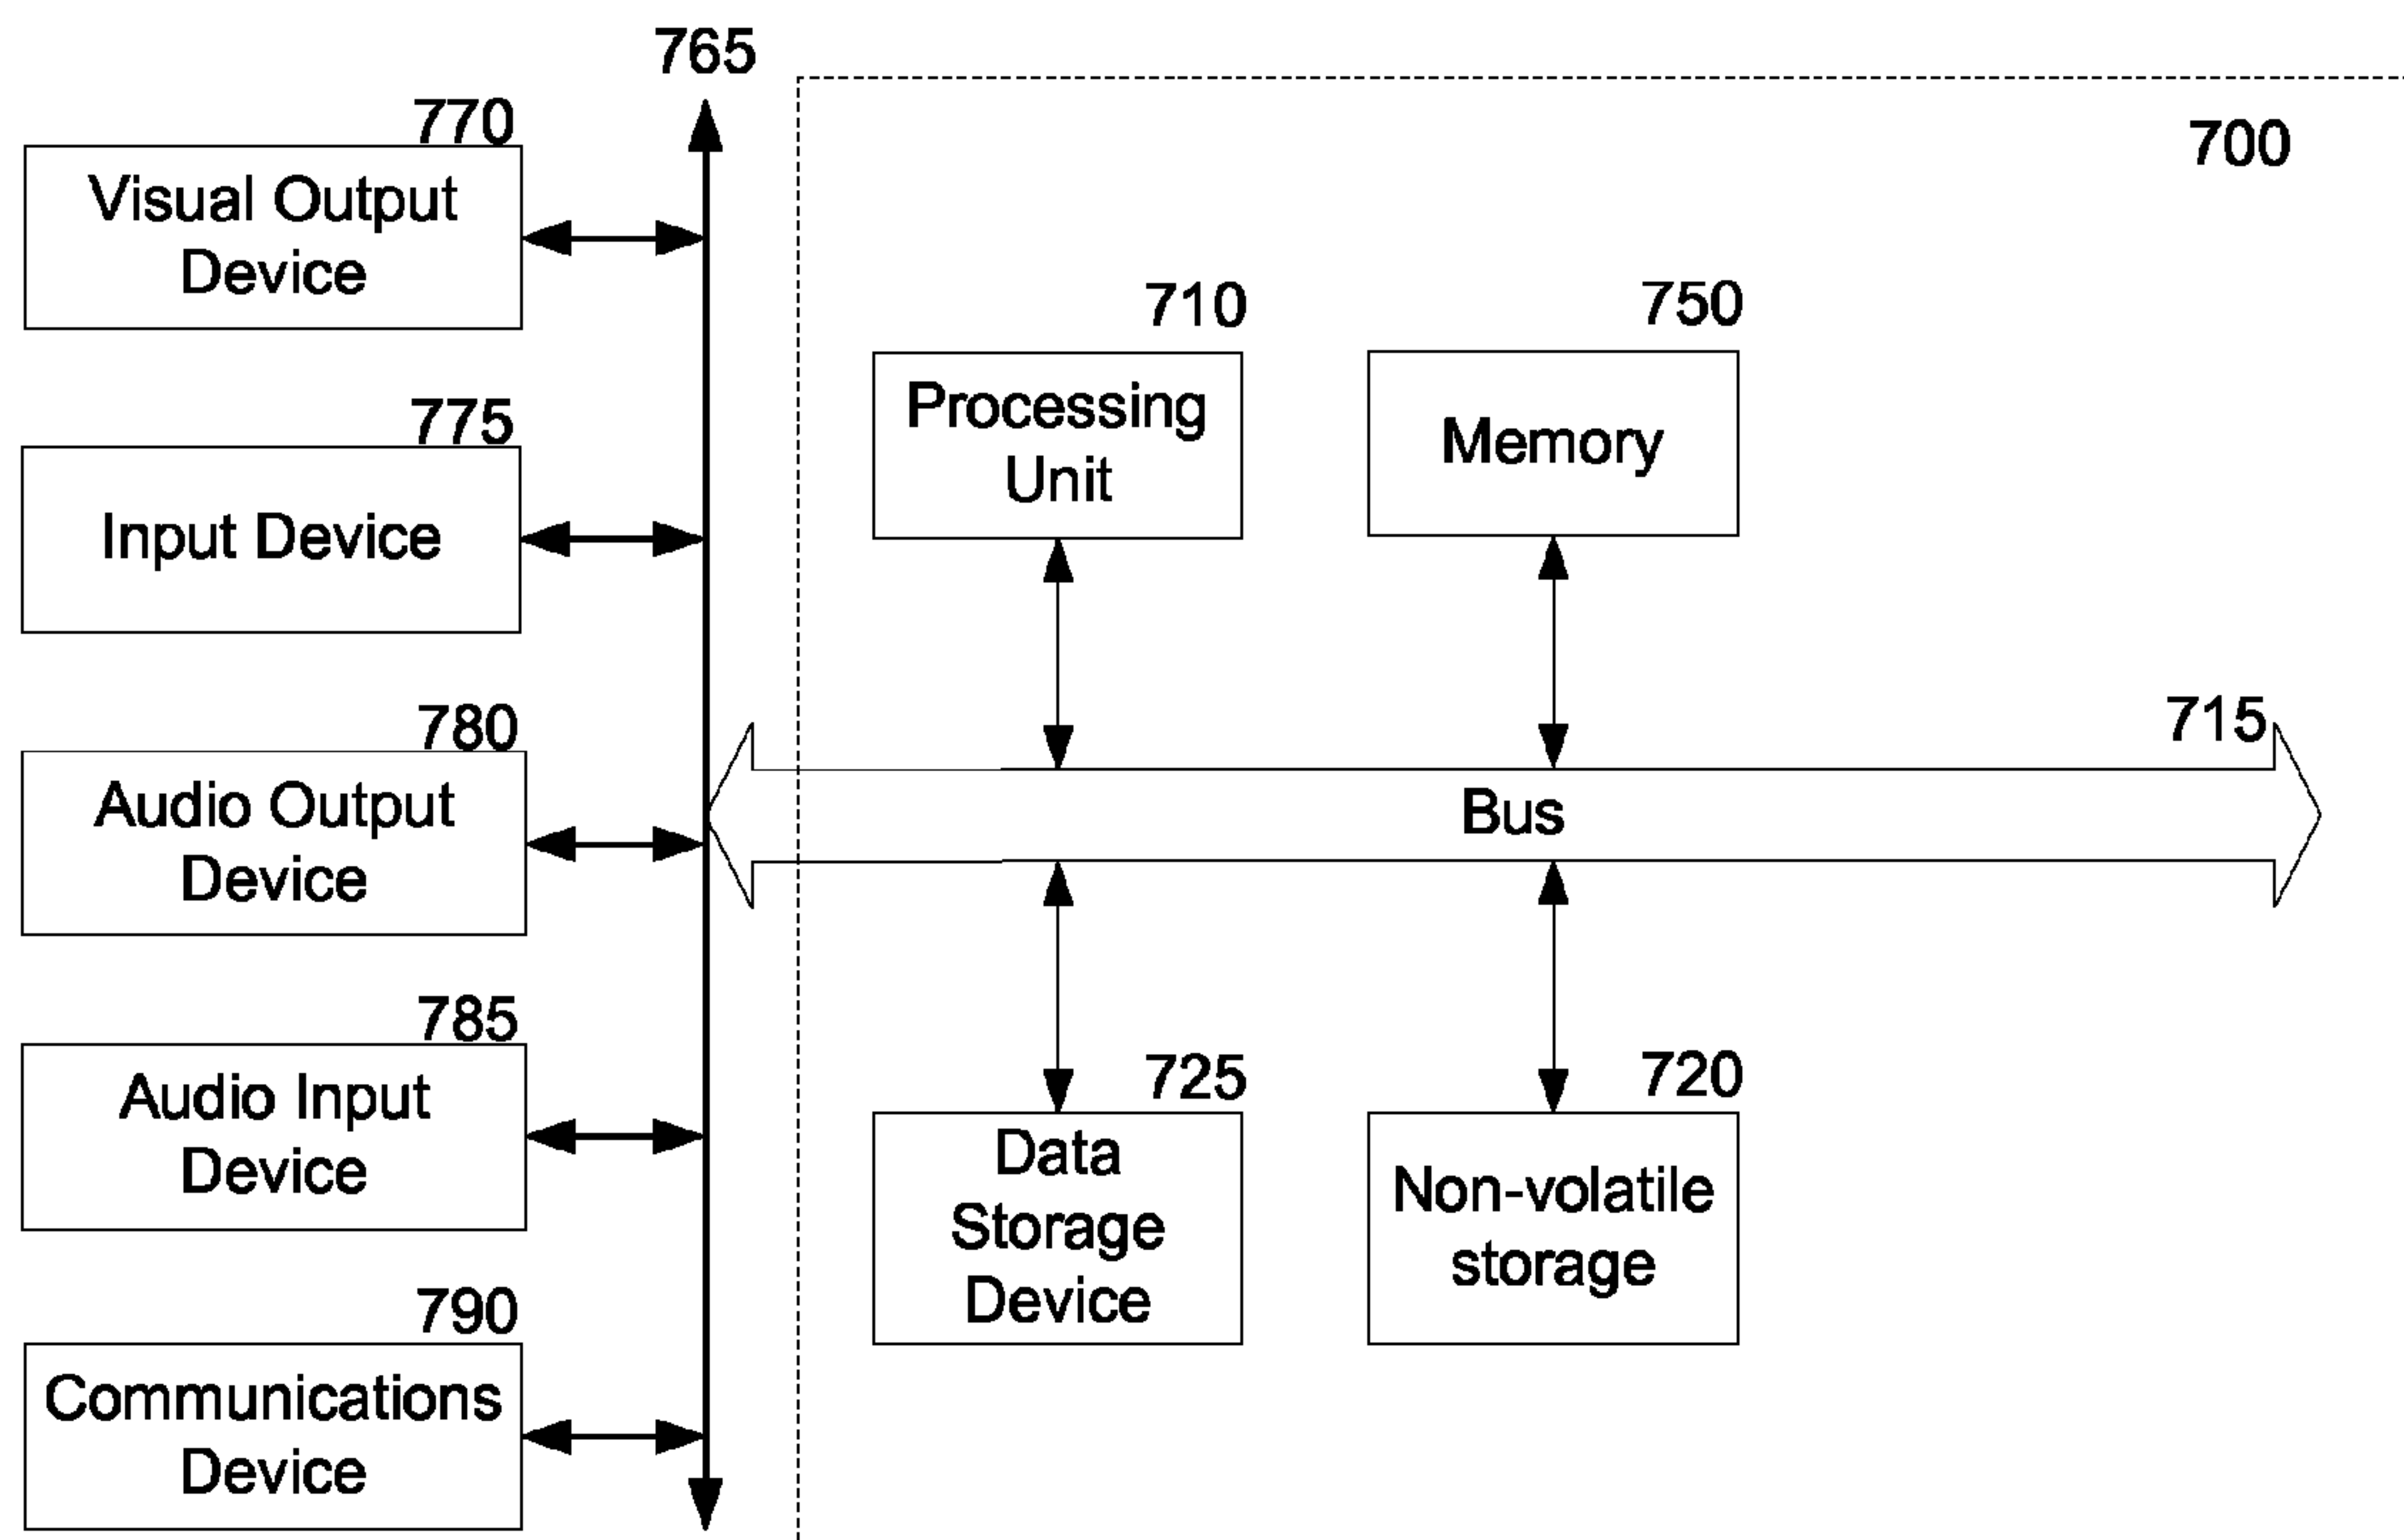 765
700
770
Visual Output
Device
775
Input Device
780
Audio Output
Device
785
Audio Input
Device
790
Communications
Device
710
Processing
Unit
750
Memory
715
Bus
725
Data
Storage
Device
720
Non-volatile
storage